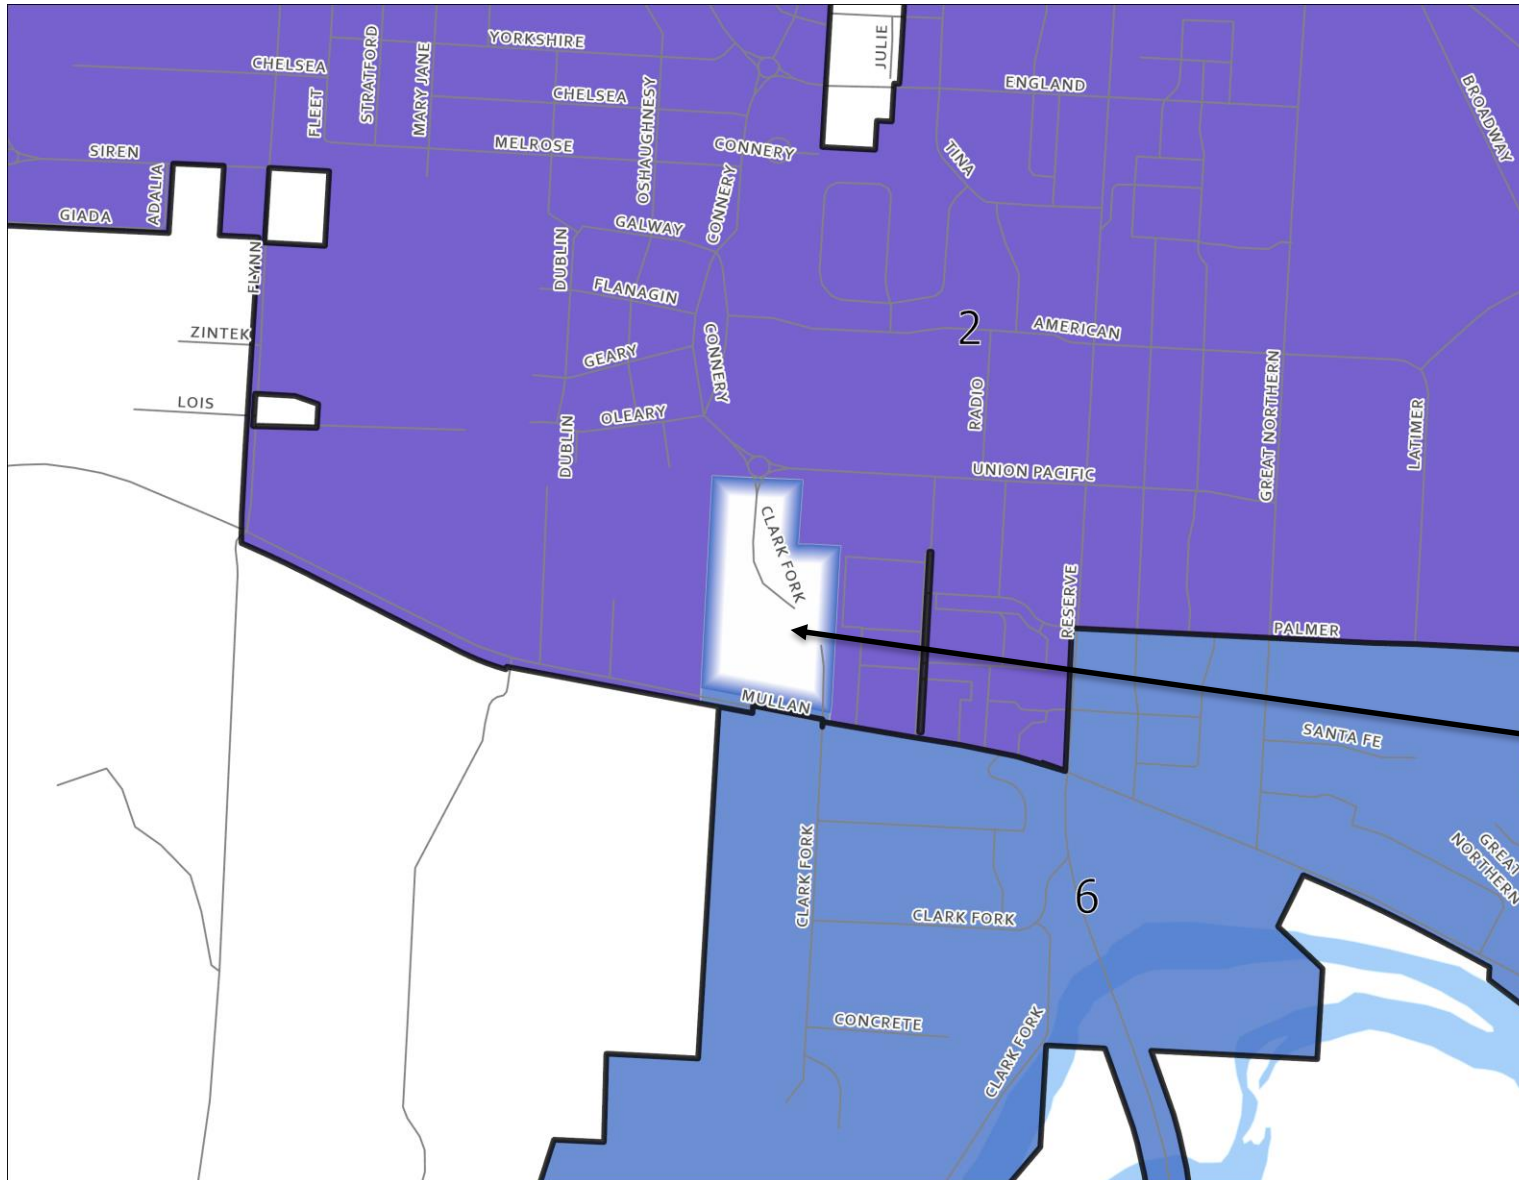 YORKSHIRE
JULIE
STRATFORD
MARY JANE
CHELSEA
FLEET
CHELSEA
OSHAUGHNESY
ENGLAND
BROADWAY
MELROSE
CONNERY
TINA
SIREN
ADALIA
GIADA
CONNERY
GALWAY
DUBLIN
FLYNN
FLANAGIN
ZINTEK
2
AMERICAN
CONNERY
GEARY
LOIS
OLEARY
RADIO
GREAT NORTHERN
LATIMER
DUBLIN
UNION PACIFIC
CLARK FORK
RESERVE
PALMER
MULLAN
SANTA FE
CLARK FORK
GREAT
NORTHERN
6
CLARK FORK
CONCRETE
CLARK FORK